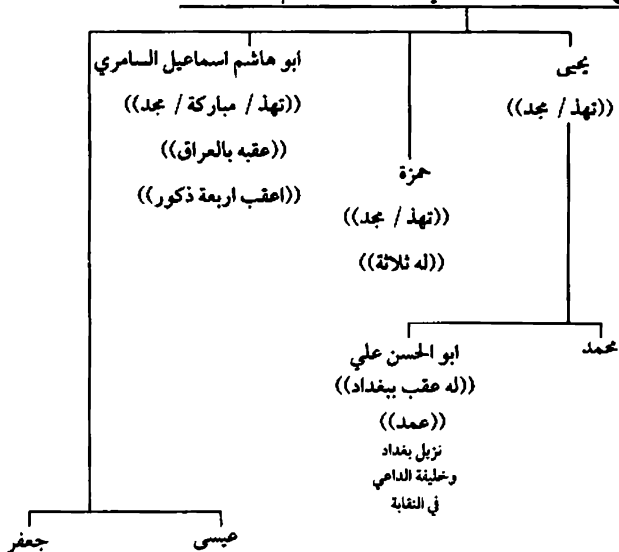 يحيى
((تهذ / مجد))
ابو هاشم اسماعيل السامري
((تهذ / مباركة / مجد))
((عقبه بالعراق))
((اعقب اربعة ذكور))
حمزة
((تهذ / مجد))
((له ثلاثة))
محمد
ابو الحسن علي
((له عقب ببغداد))
((عمد))
نزيل بغداد
وخليفة الداعي
في النقابة
عيسى
جعفر